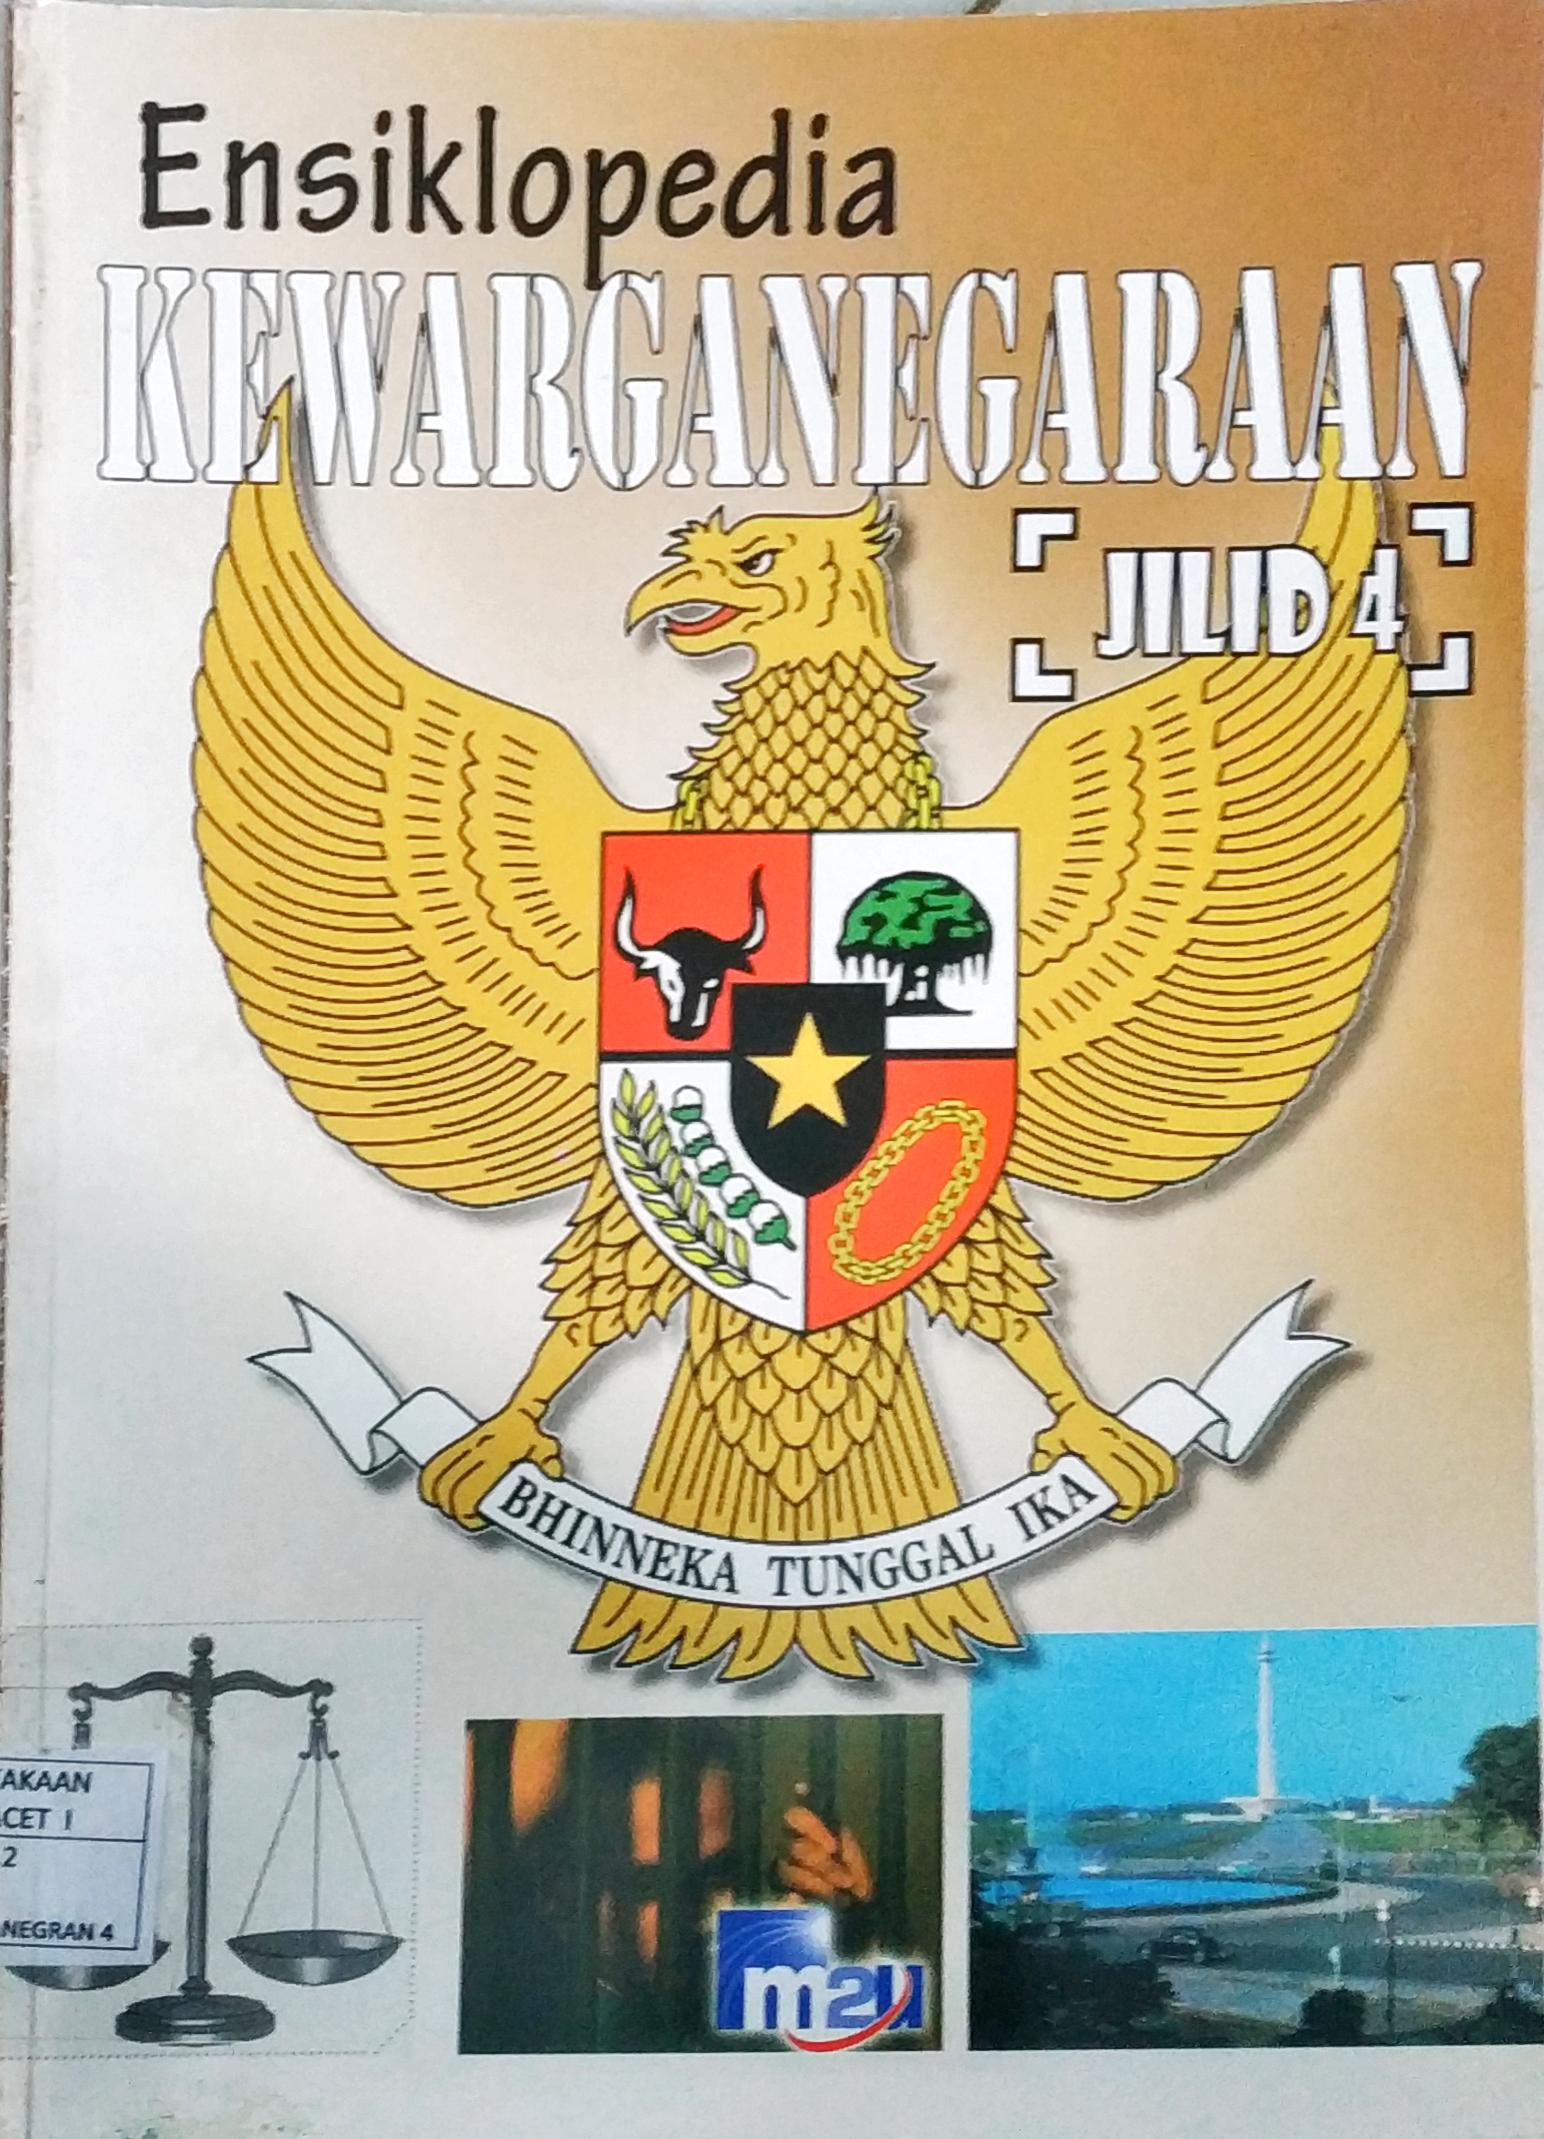 Ensiklopedia
KEWARGANEGARAAN
JILID 4
BHINNEKA TUNGGAL IKA
AKAAN
CET I
2
NEGRAN 4
m2u